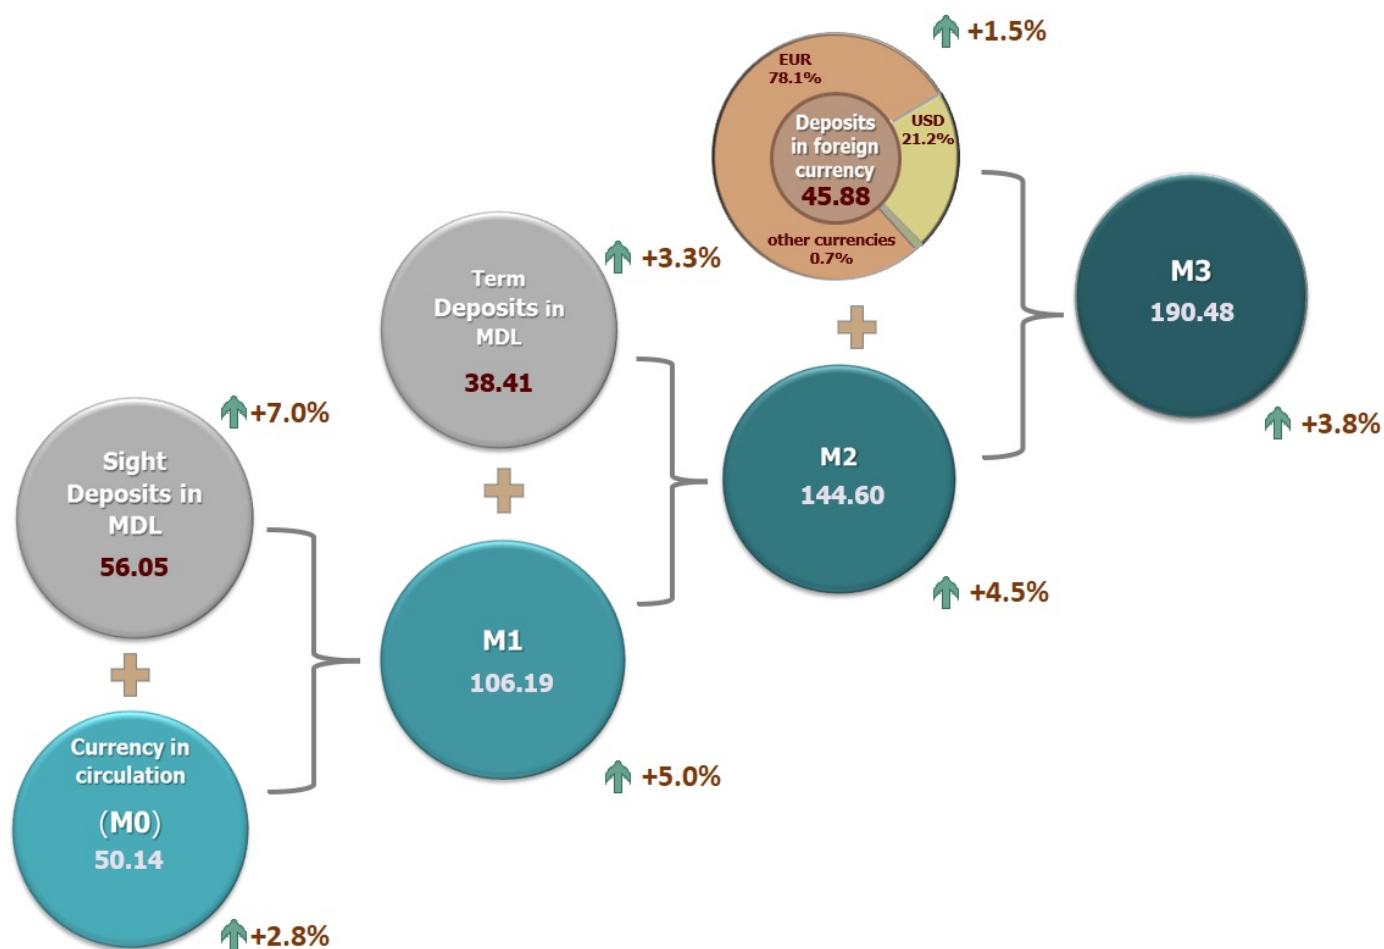 +1.5%
EUR
78.1%
USD
21.2%
Deposits
in foreign
currency
45.88
other currencies
0.7%
M3
190.48
+3.8%
Term
Deposits in
MDL
38.41
+3.3%
M2
144.60
+4.5%
Sight
Deposits in
MDL
56.05
+7.0%
M1
106.19
+5.0%
Currency in
circulation
(M0)
50.14
+2.8%